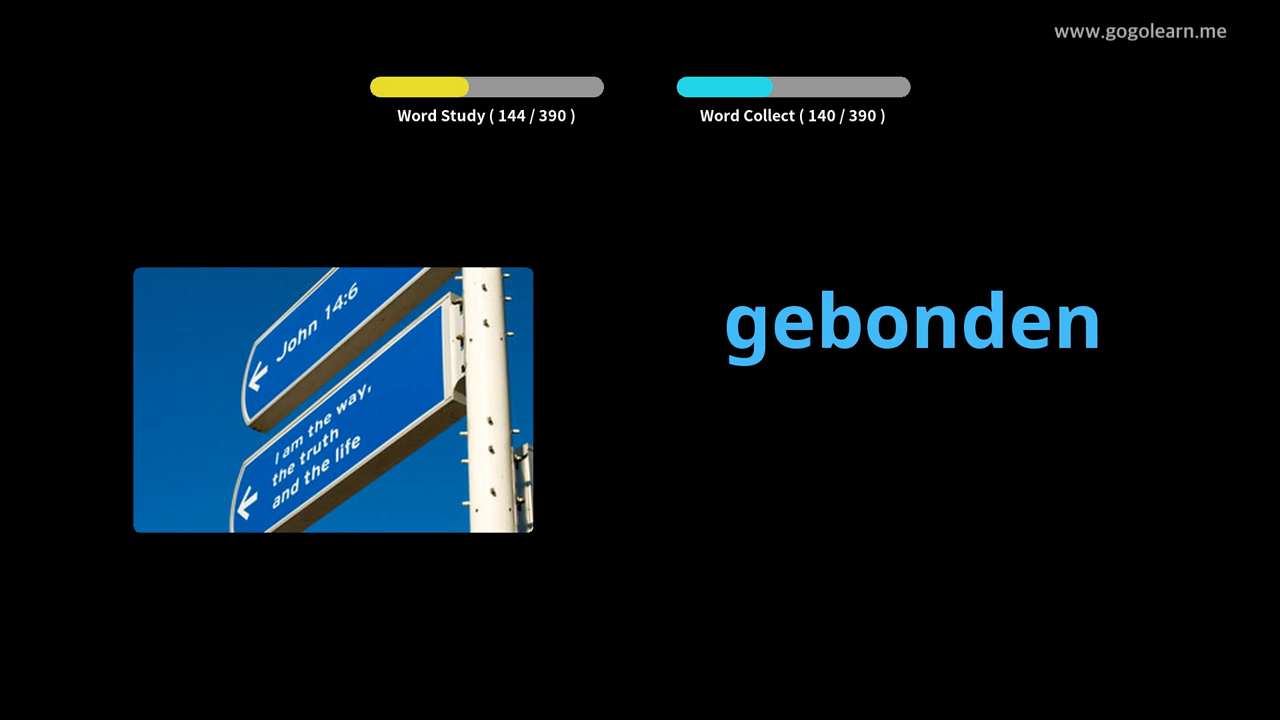 www.gogolearn.me
Word Study ( 144 / 390 )
Word Collect ( 140 / 390 )
John 14:6
I am the way,
the truth
and the life
gebonden